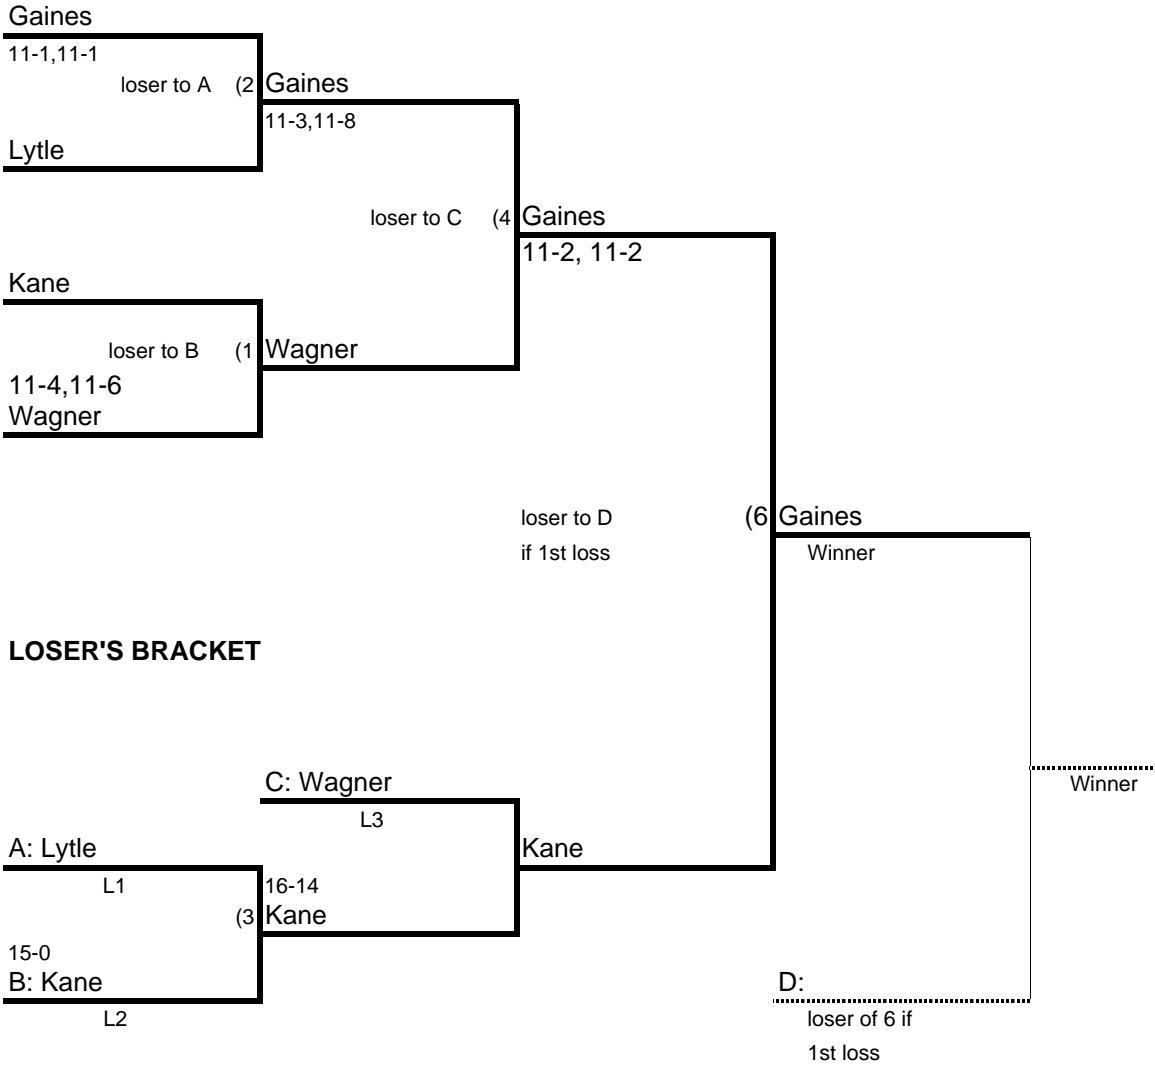 Gaines
11-1,11-1
loser to A (2 Gaines
11-3,11-8
Lytle
loser to C (4 Gaines
11-2, 11-2
Kane
loser to B (1 Wagner
11-4,11-6
Wagner
loser to D (6 Gaines
if 1st loss Winner
LOSER'S BRACKET
C: Wagner
Winner
L3
A: Lytle Kane
L1 16-14
(3 Kane
15-0
B: Kane D:
L2 loser of 6 if
1st loss